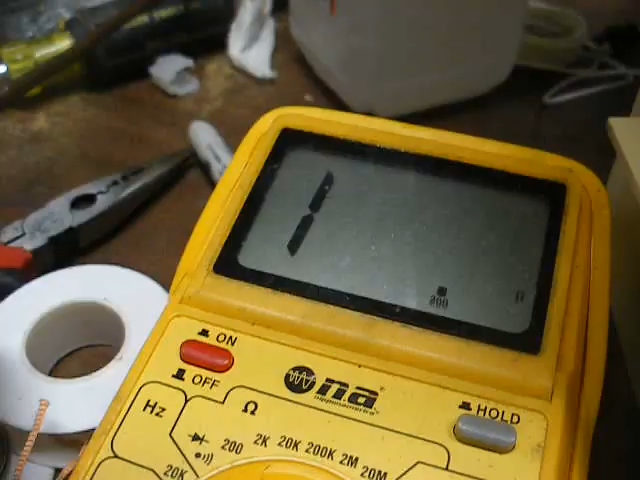 1
200
ON
OFF
na
HOLD
Hz
Ω
200 2K 20K 200K 2M 20M
20K